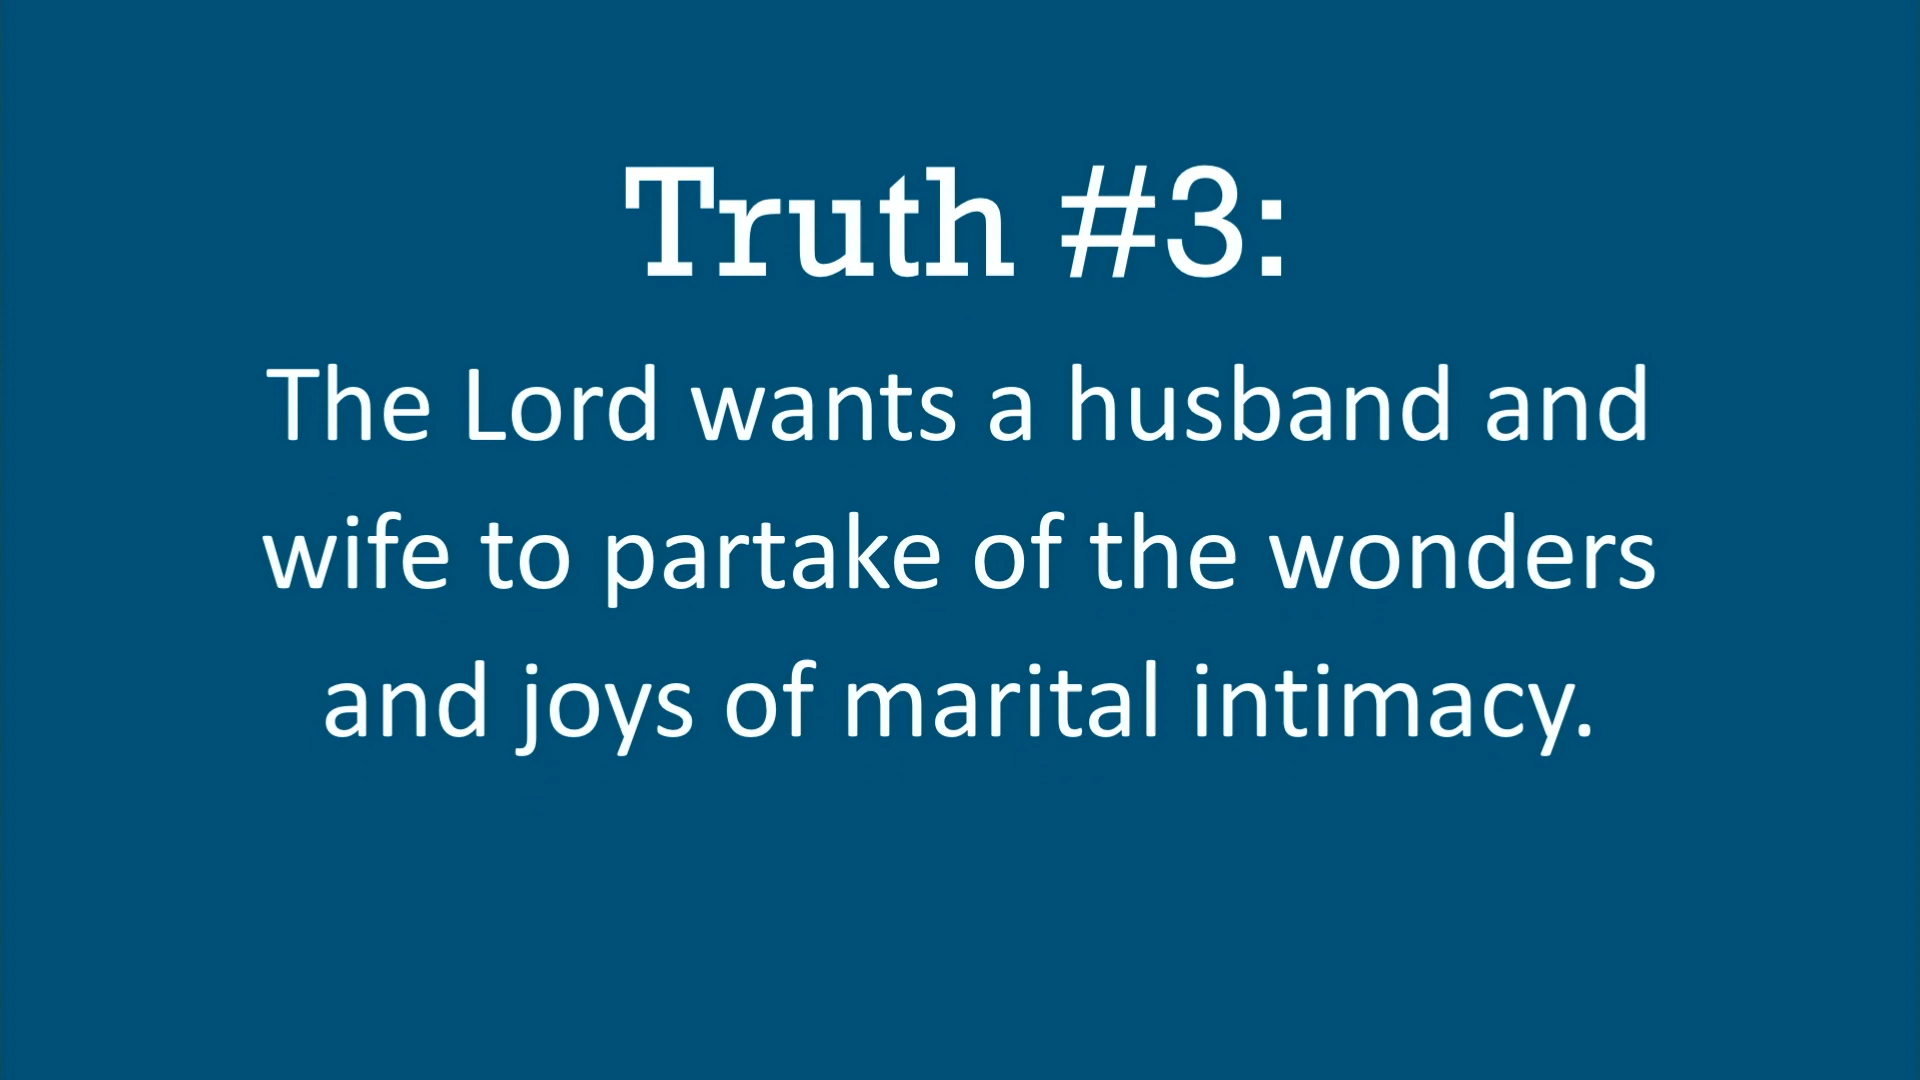 Truth #3:
The Lord wants a husband and
wife to partake of the wonders
and joys of marital intimacy.